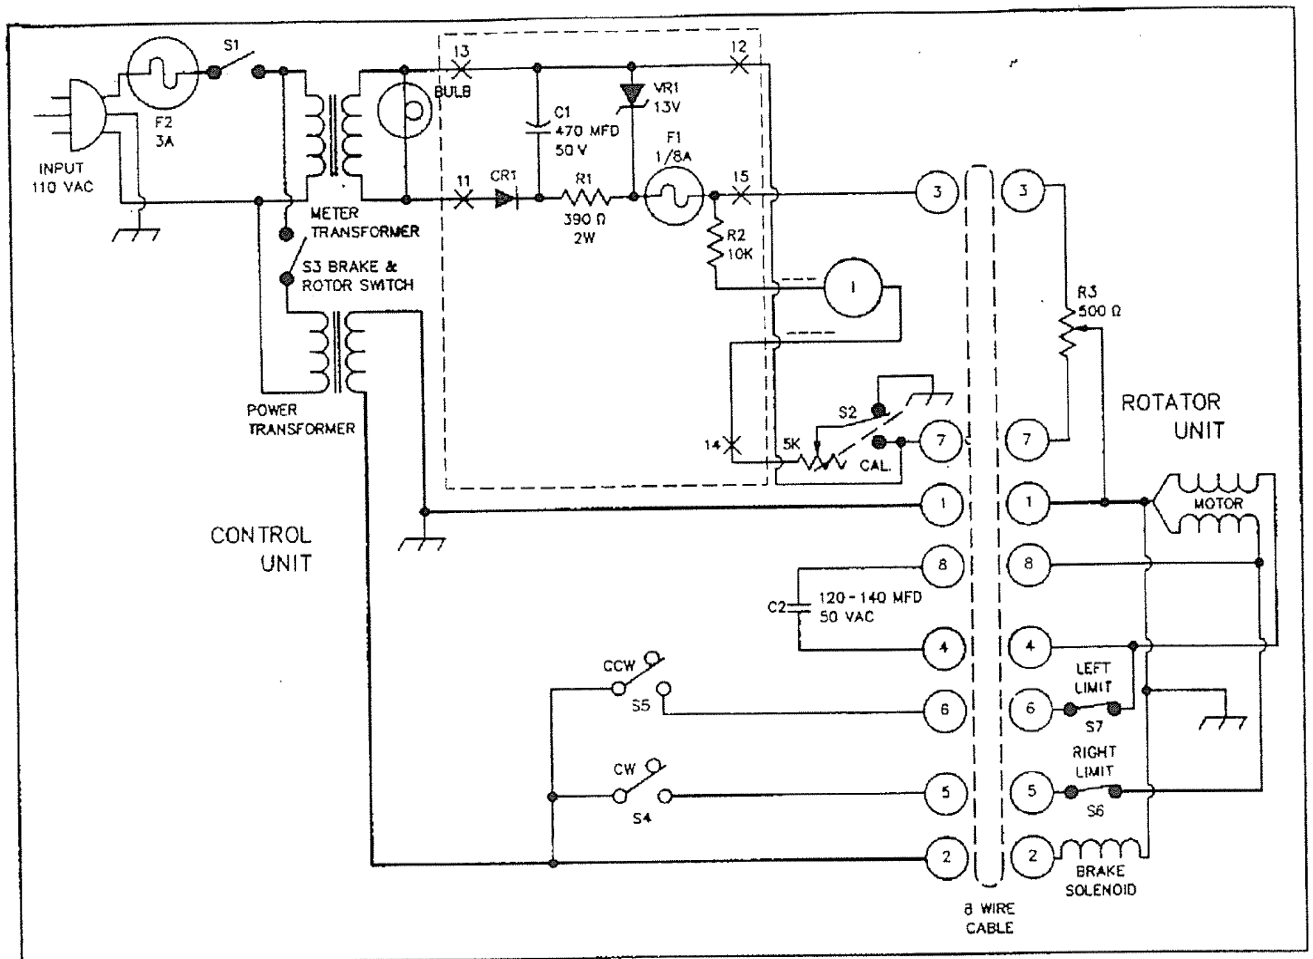 S1
13
12
BULB
F2
3A
C1
470 MFD
50 V
VR1
13V
F1
1/8A
INPUT
110 VAC
11
CR1
R1
390 Ω
2W
15
3
3
METER
TRANSFORMER
R2
10K
S3 BRAKE &
ROTOR SWITCH
1
R3
500 Ω
POWER
TRANSFORMER
S2
14
5K
CAL.
7
7
ROTATOR
UNIT
CONTROL
UNIT
1
1
MOTOR
8
8
C2
120-140 MFD
50 VAC
4
4
CCW
S5
6
6
LEFT
LIMIT
S7
CW
S4
5
5
RIGHT
LIMIT
S6
2
2
BRAKE
SOLENOID
8 WIRE
CABLE